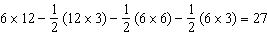 6 × 12 − 1/2 (12 × 3) − 1/2 (6 × 6) − 1/2 (6 × 3) = 27